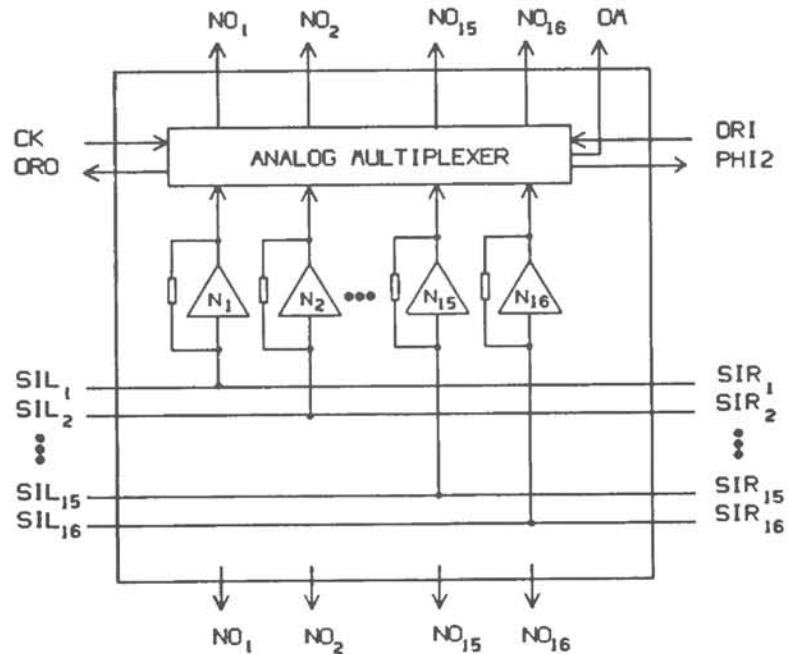 NO1 NO2 NO15 NO16 OM
CK ORI
ANALOG MULTIPLEXER
ORO PHI2
N1 N2 N15 N16
SIL1 SIR1
SIL2 SIR2
SIL15 SIR15
SIL16 SIR16
NO1 NO2 NO15 NO16